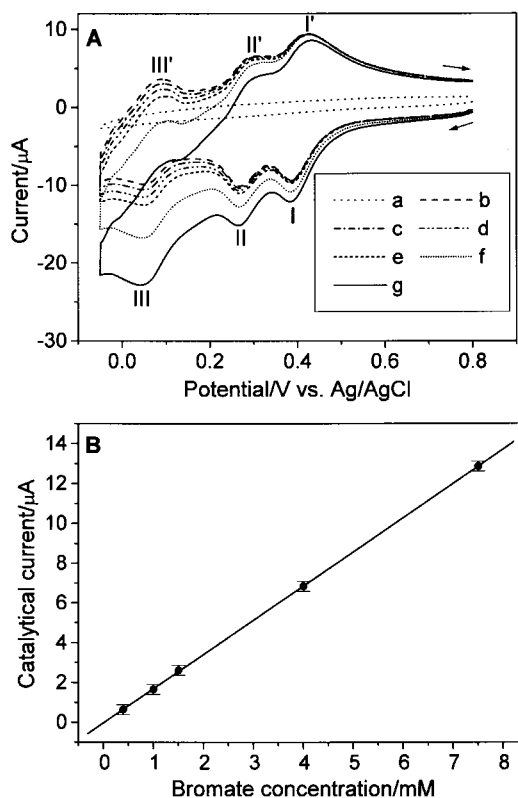 A
I'
II'
III'
10
0
-10
-20
-30
Current/μA
a b
c d
e f
g
I
II
III
0.0 0.2 0.4 0.6 0.8
Potential/V vs. Ag/AgCl
B
14
12
10
8
6
4
2
0
Catalytical current/μA
0 1 2 3 4 5 6 7 8
Bromate concentration/mM